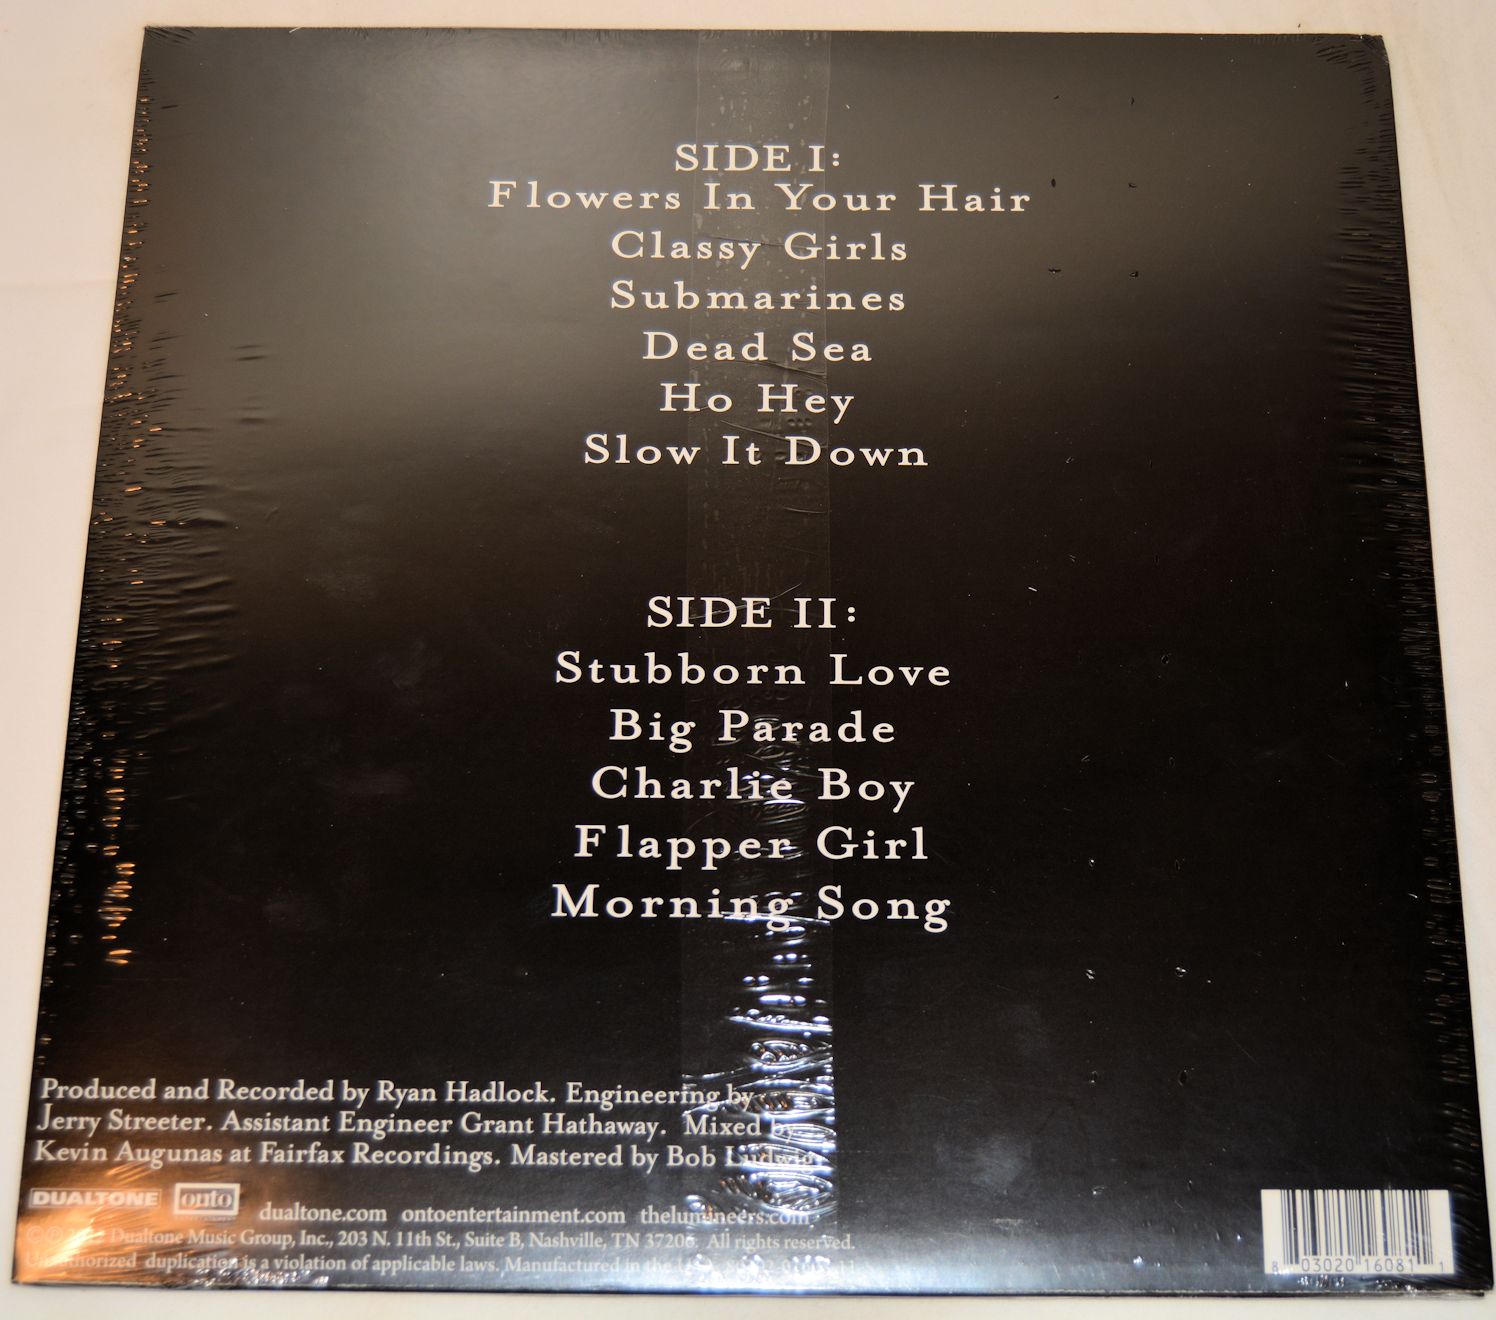 SIDE I:
Flowers In Your Hair
Classy Girls
Submarines
Dead Sea
Ho Hey
Slow It Down
SIDE II:
Stubborn Love
Big Parade
Charlie Boy
Flapper Girl
Morning Song
Produced and Recorded by Ryan Hadlock. Engineering by
Jerry Streeter. Assistant Engineer Grant Hathaway. Mixed by
Kevin Augunas at Fairfax Recordings. Mastered by Bob Ludwig.
DUALTONE onto dualtone.com ontoentertainment.com thelumineers.com
Dualtone Music Group, Inc., 203 N. 11th St., Suite B, Nashville, TN 37206. All rights reserved.
Unauthorized duplication is a violation of applicable laws. Manufactured in the
8 03020 16081 1